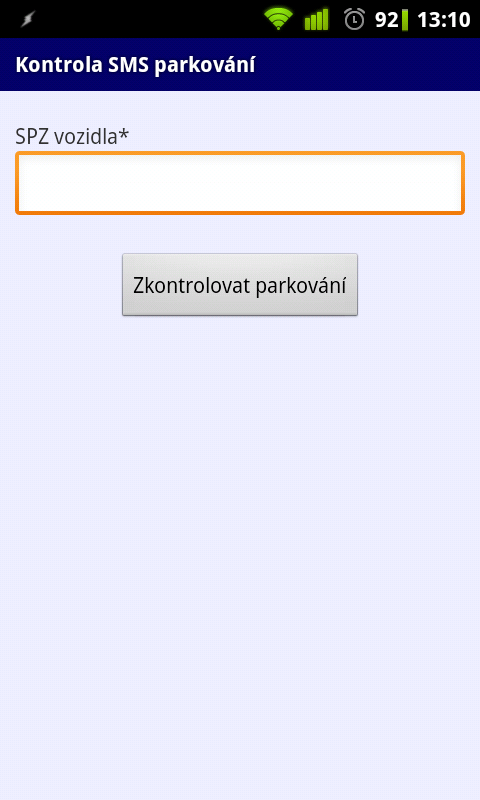 92 13:10
Kontrola SMS parkování
SPZ vozidla*
Zkontrolovat parkování